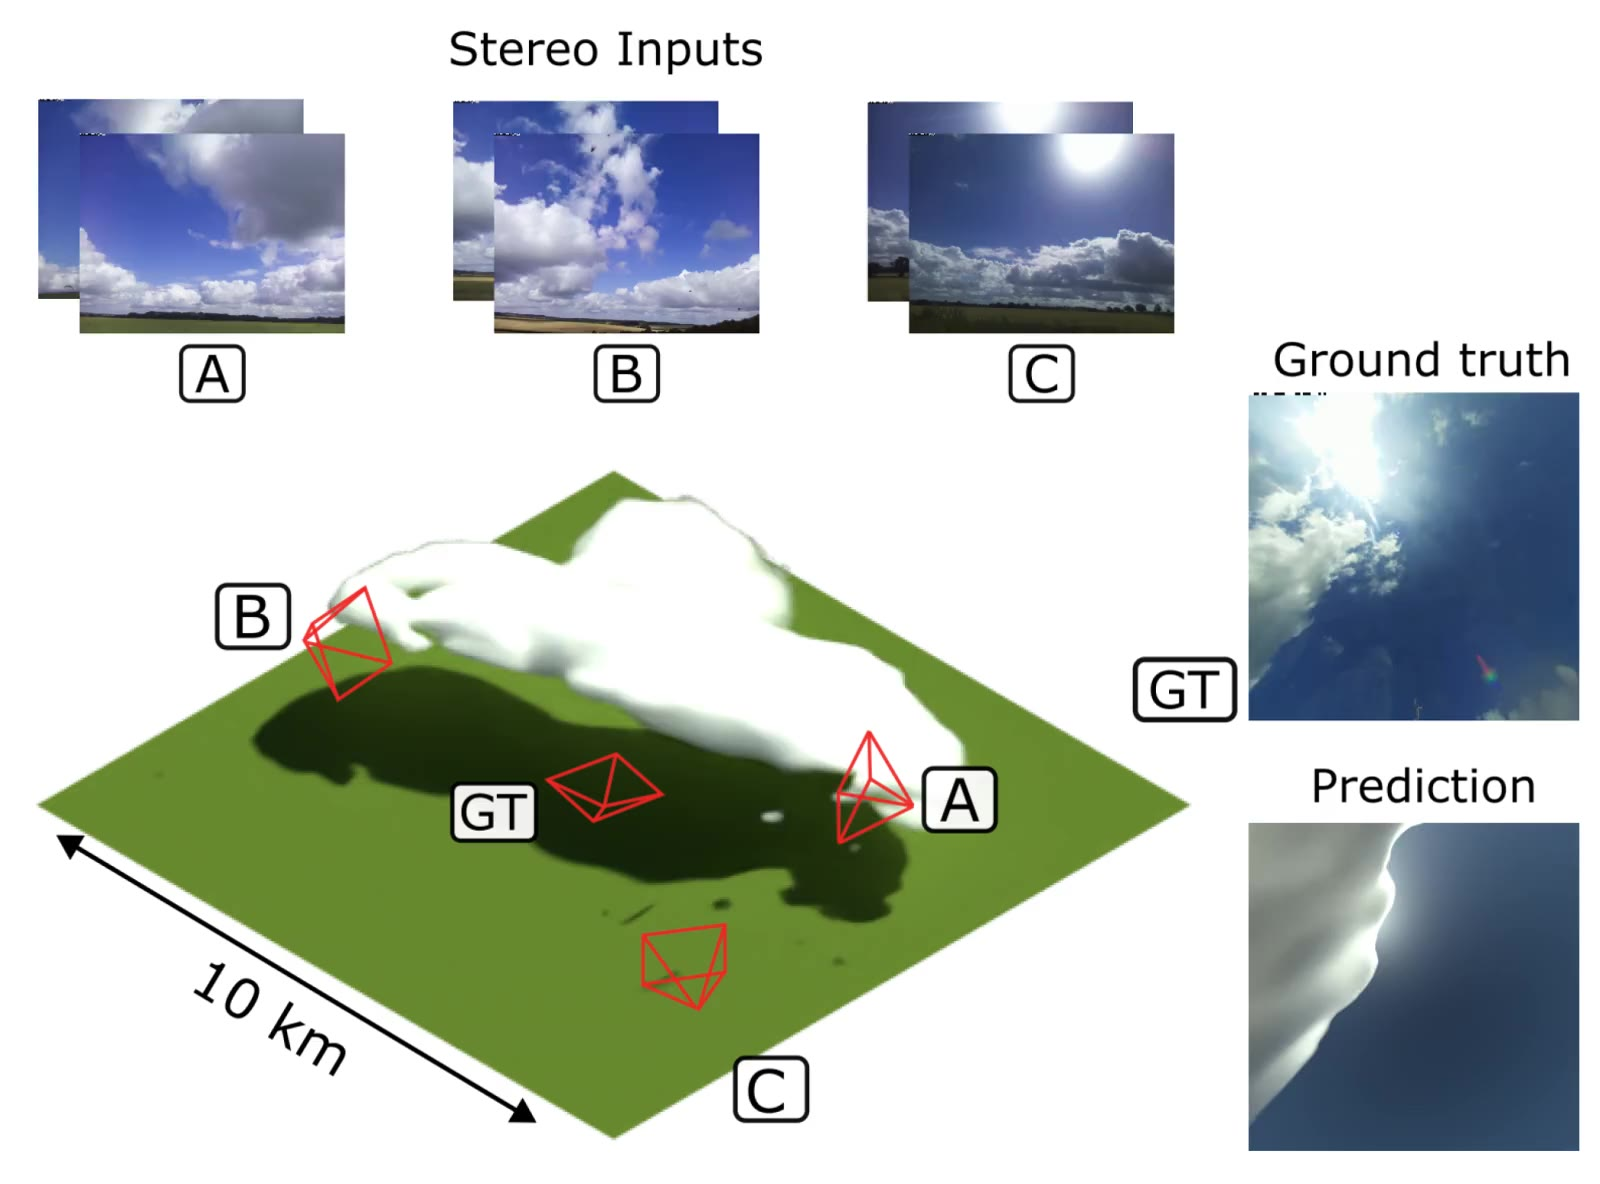 Stereo Inputs
A
B
C
Ground truth
GT
Prediction
B
GT
A
C
10 km